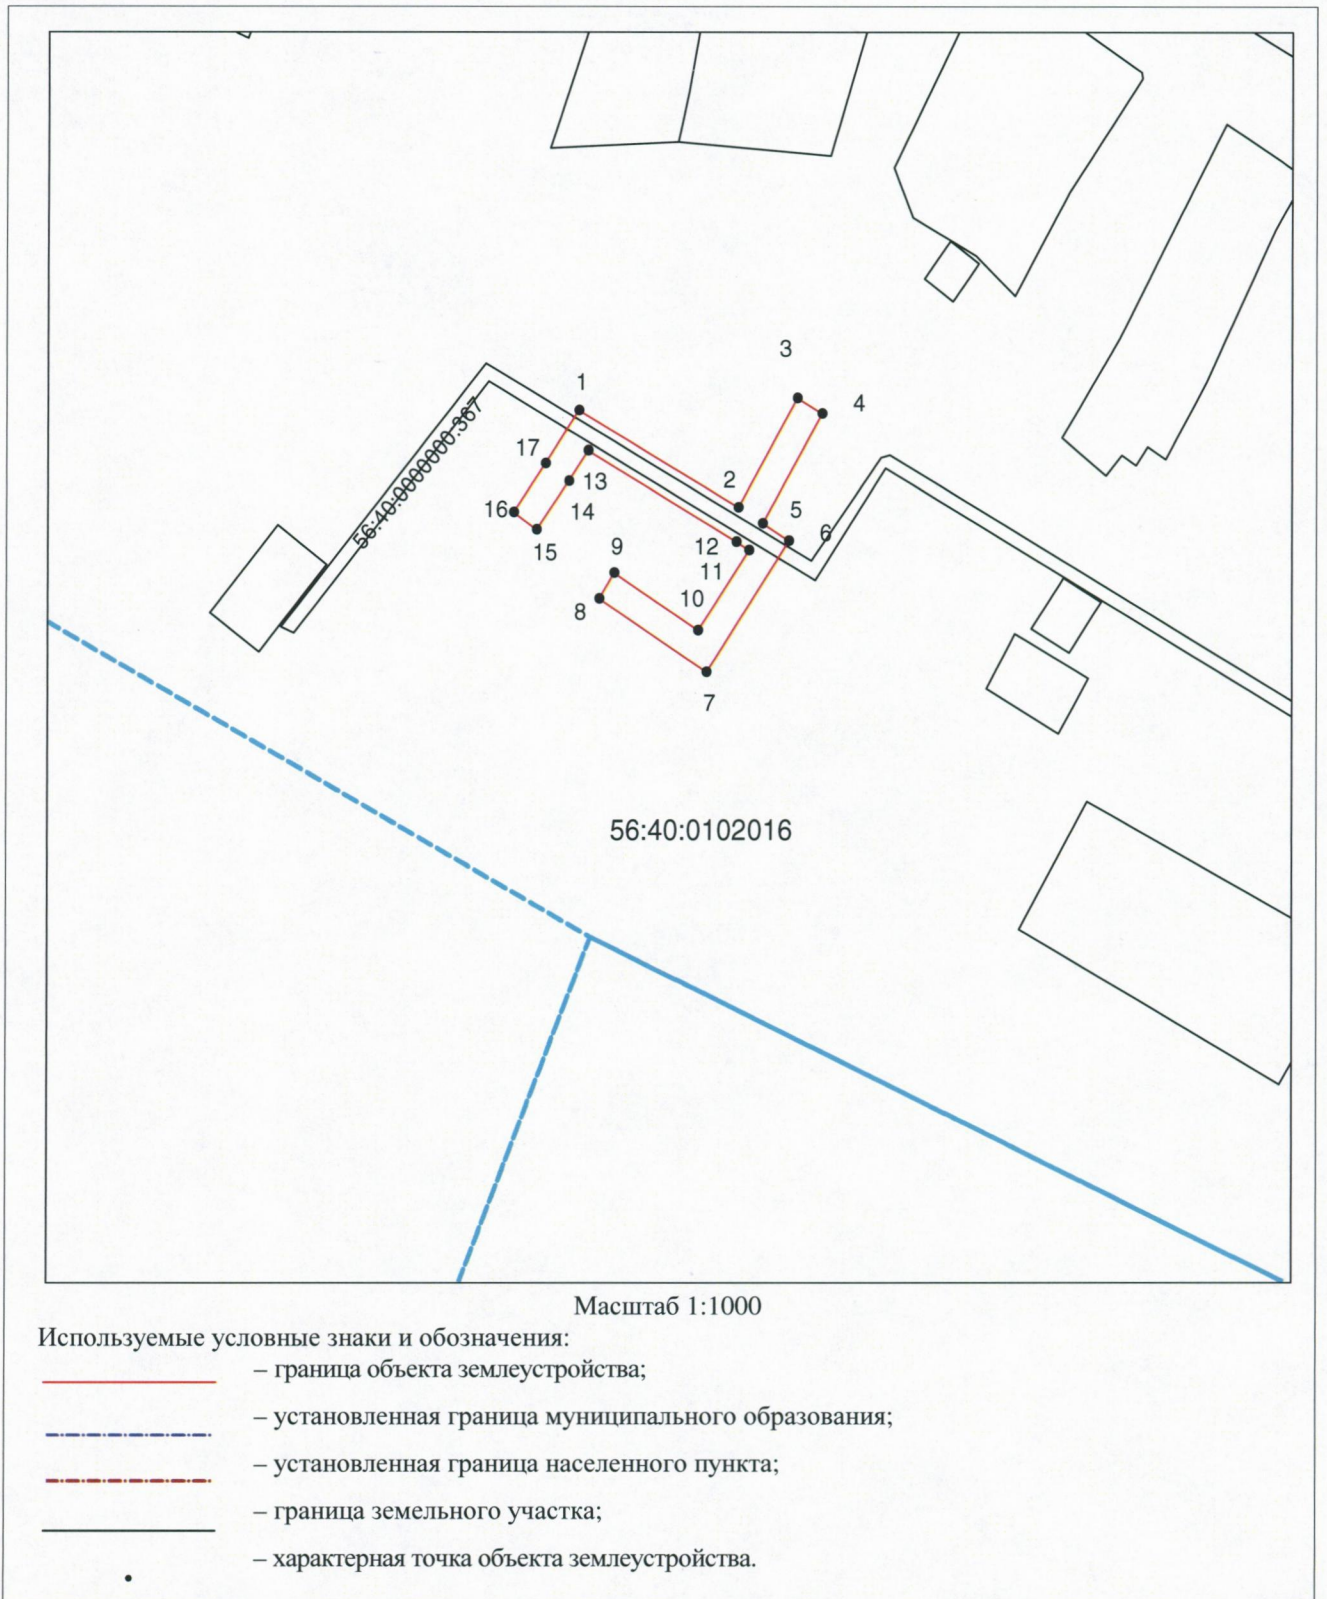 3
1
4
17
2
13
5
16
14
6
12
15
9
11
10
8
7
56:40:0000000:367
56:40:0102016
Масштаб 1:1000
Используемые условные знаки и обозначения:
– граница объекта землеустройства;
– установленная граница муниципального образования;
– установленная граница населенного пункта;
– граница земельного участка;
– характерная точка объекта землеустройства.